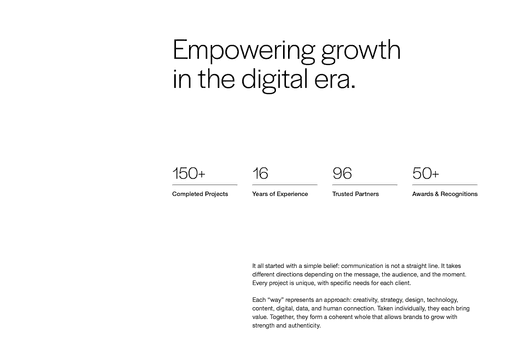 Empowering growth
in the digital era.
150+
16
96
50+
Completed Projects
Years of Experience
Trusted Partners
Awards & Recognitions
It all started with a simple belief: communication is not a straight line. It takes
different directions depending on the message, the audience, and the moment.
Every project is unique, with specific needs for each client.
Each “way” represents an approach: creativity, strategy, design, technology,
content, digital, data, and human connection. Taken individually, they each bring
value. Together, they form a coherent whole that allows brands to grow with
strength and authenticity.